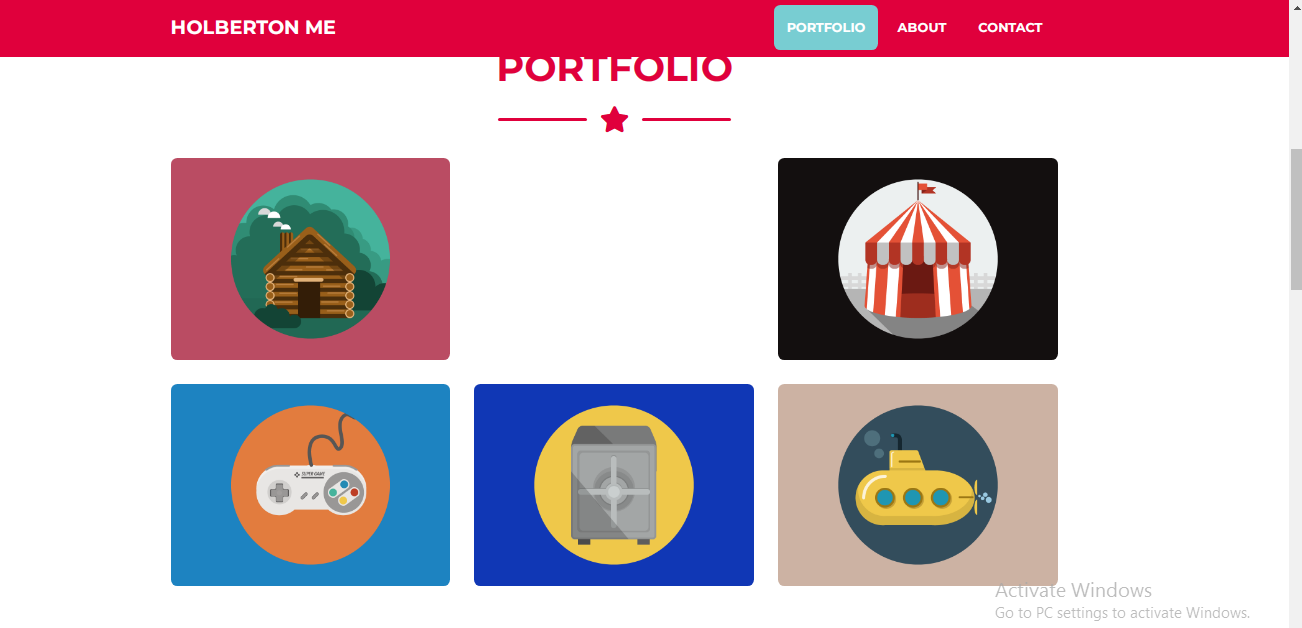 HOLBERTON ME
PORTFOLIO
ABOUT
CONTACT
PORTFOLIO
SUPER GAME
Activate Windows
Go to PC settings to activate Windows.